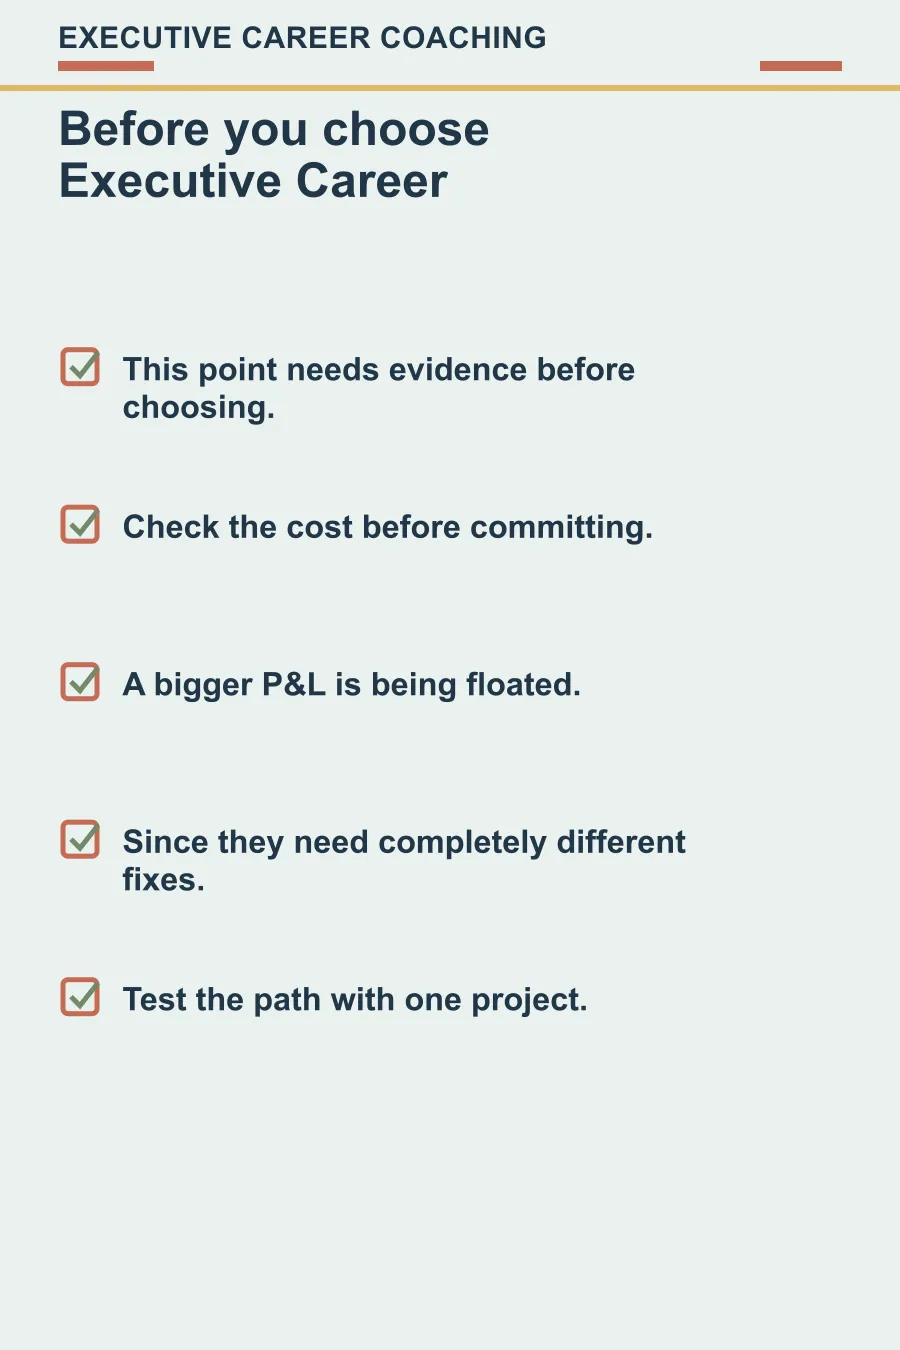 EXECUTIVE CAREER COACHING
Before you choose
Executive Career
This point needs evidence before
choosing.
Check the cost before committing.
A bigger P&L is being floated.
Since they need completely different
fixes.
Test the path with one project.